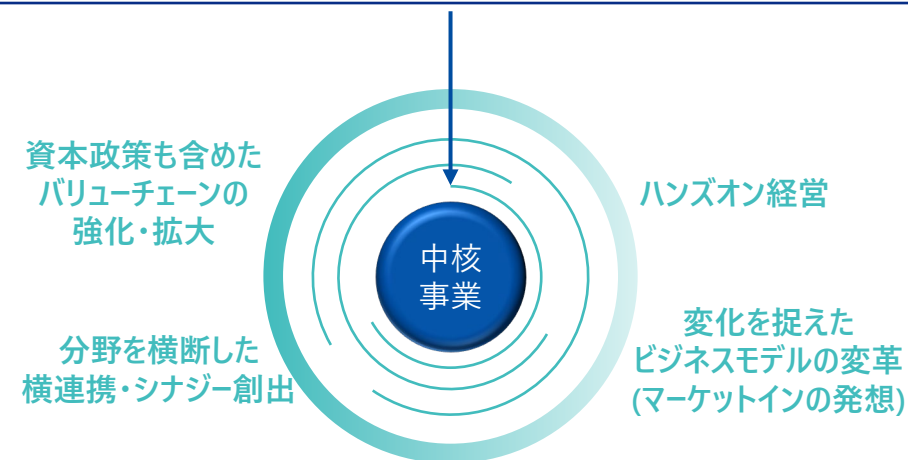 資本政策も含めた
バリューチェーンの
強化・拡大
ハンズオン経営
中核
事業
分野を横断した
横連携・シナジー創出
変化を捉えた
ビジネスモデルの変革
(マーケットインの発想)